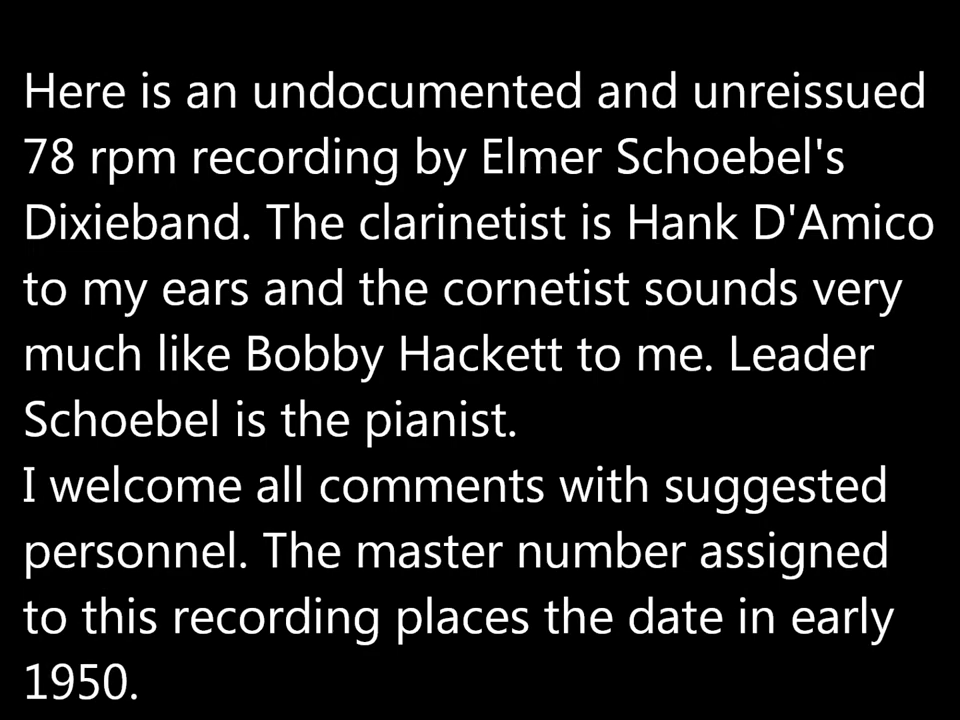 Here is an undocumented and unreissued
78 rpm recording by Elmer Schoebel's
Dixieband. The clarinetist is Hank D'Amico
to my ears and the cornetist sounds very
much like Bobby Hackett to me. Leader
Schoebel is the pianist.
I welcome all comments with suggested
personnel. The master number assigned
to this recording places the date in early
1950.